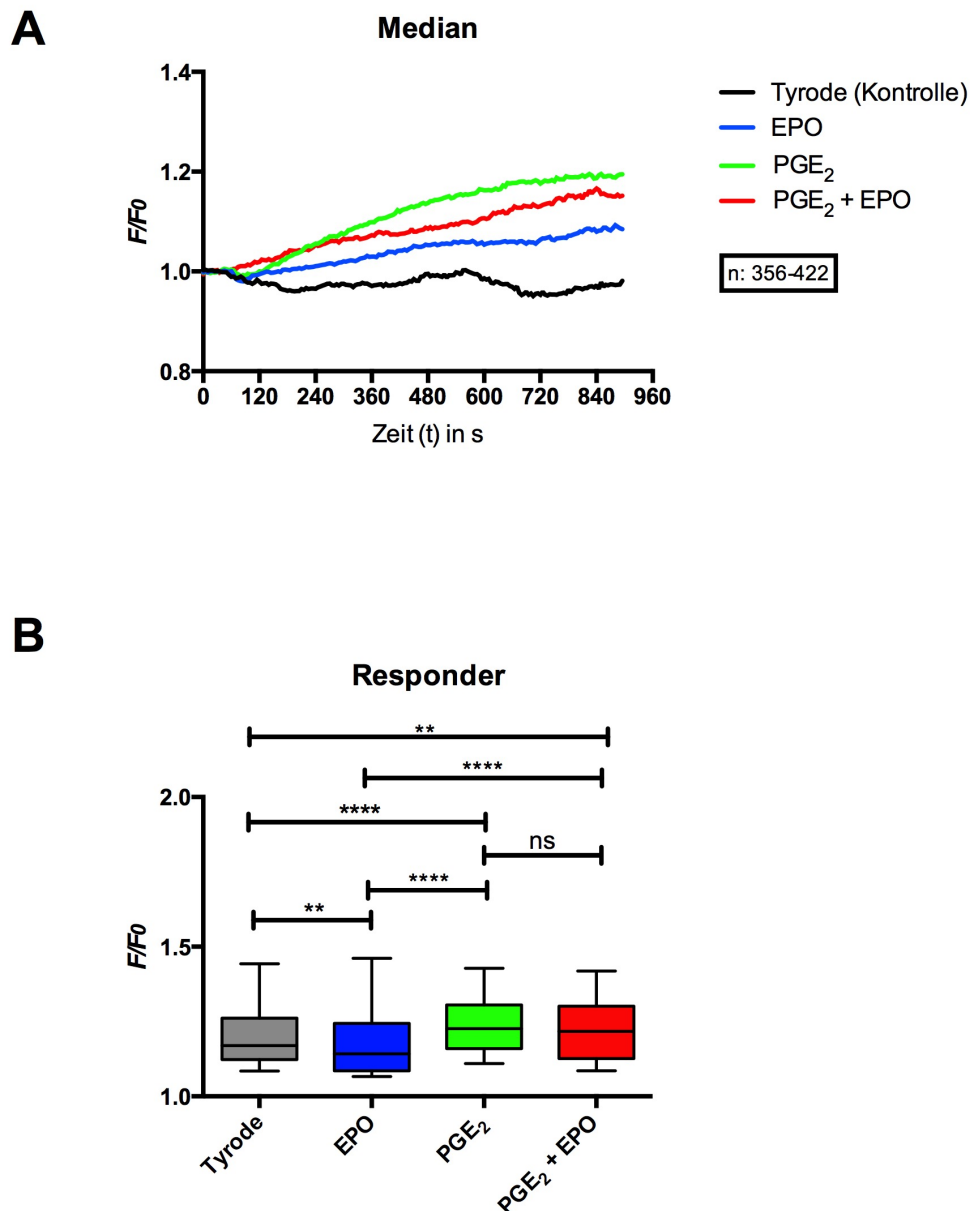 A
Median
1.4
1.2
1.0
0.8
F/F0
0 120 240 360 480 600 720 840 960
Zeit (t) in s
Tyrode (Kontrolle)
EPO
PGE2
PGE2 + EPO
n: 356-422
B
Responder
**
****
****
ns
****
**
2.0
1.5
1.0
F/F0
Tyrode
EPO
PGE2
PGE2 + EPO